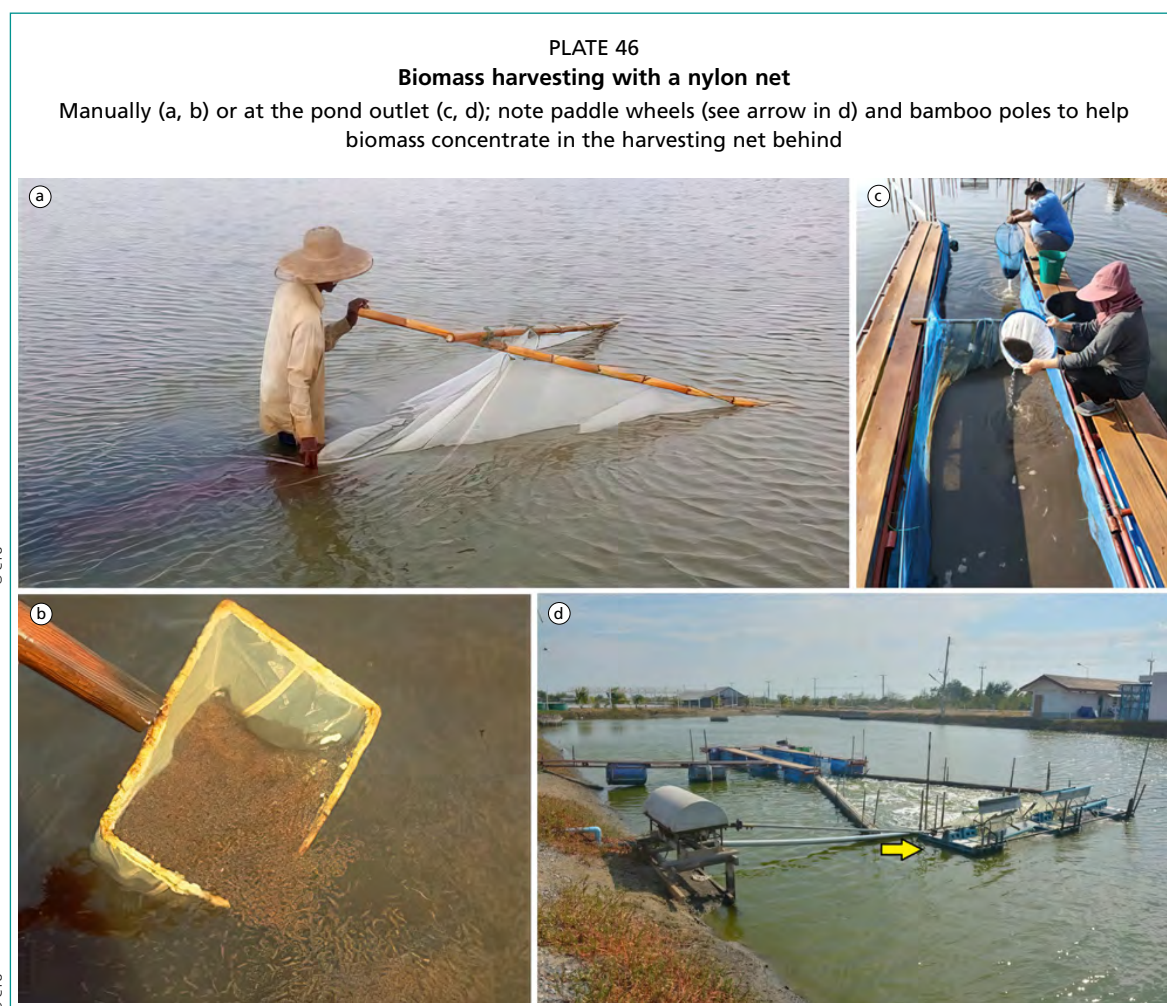 PLATE 46
Biomass harvesting with a nylon net
Manually (a, b) or at the pond outlet (c, d); note paddle wheels (see arrow in d) and bamboo poles to help
biomass concentrate in the harvesting net behind
a
c
b
d